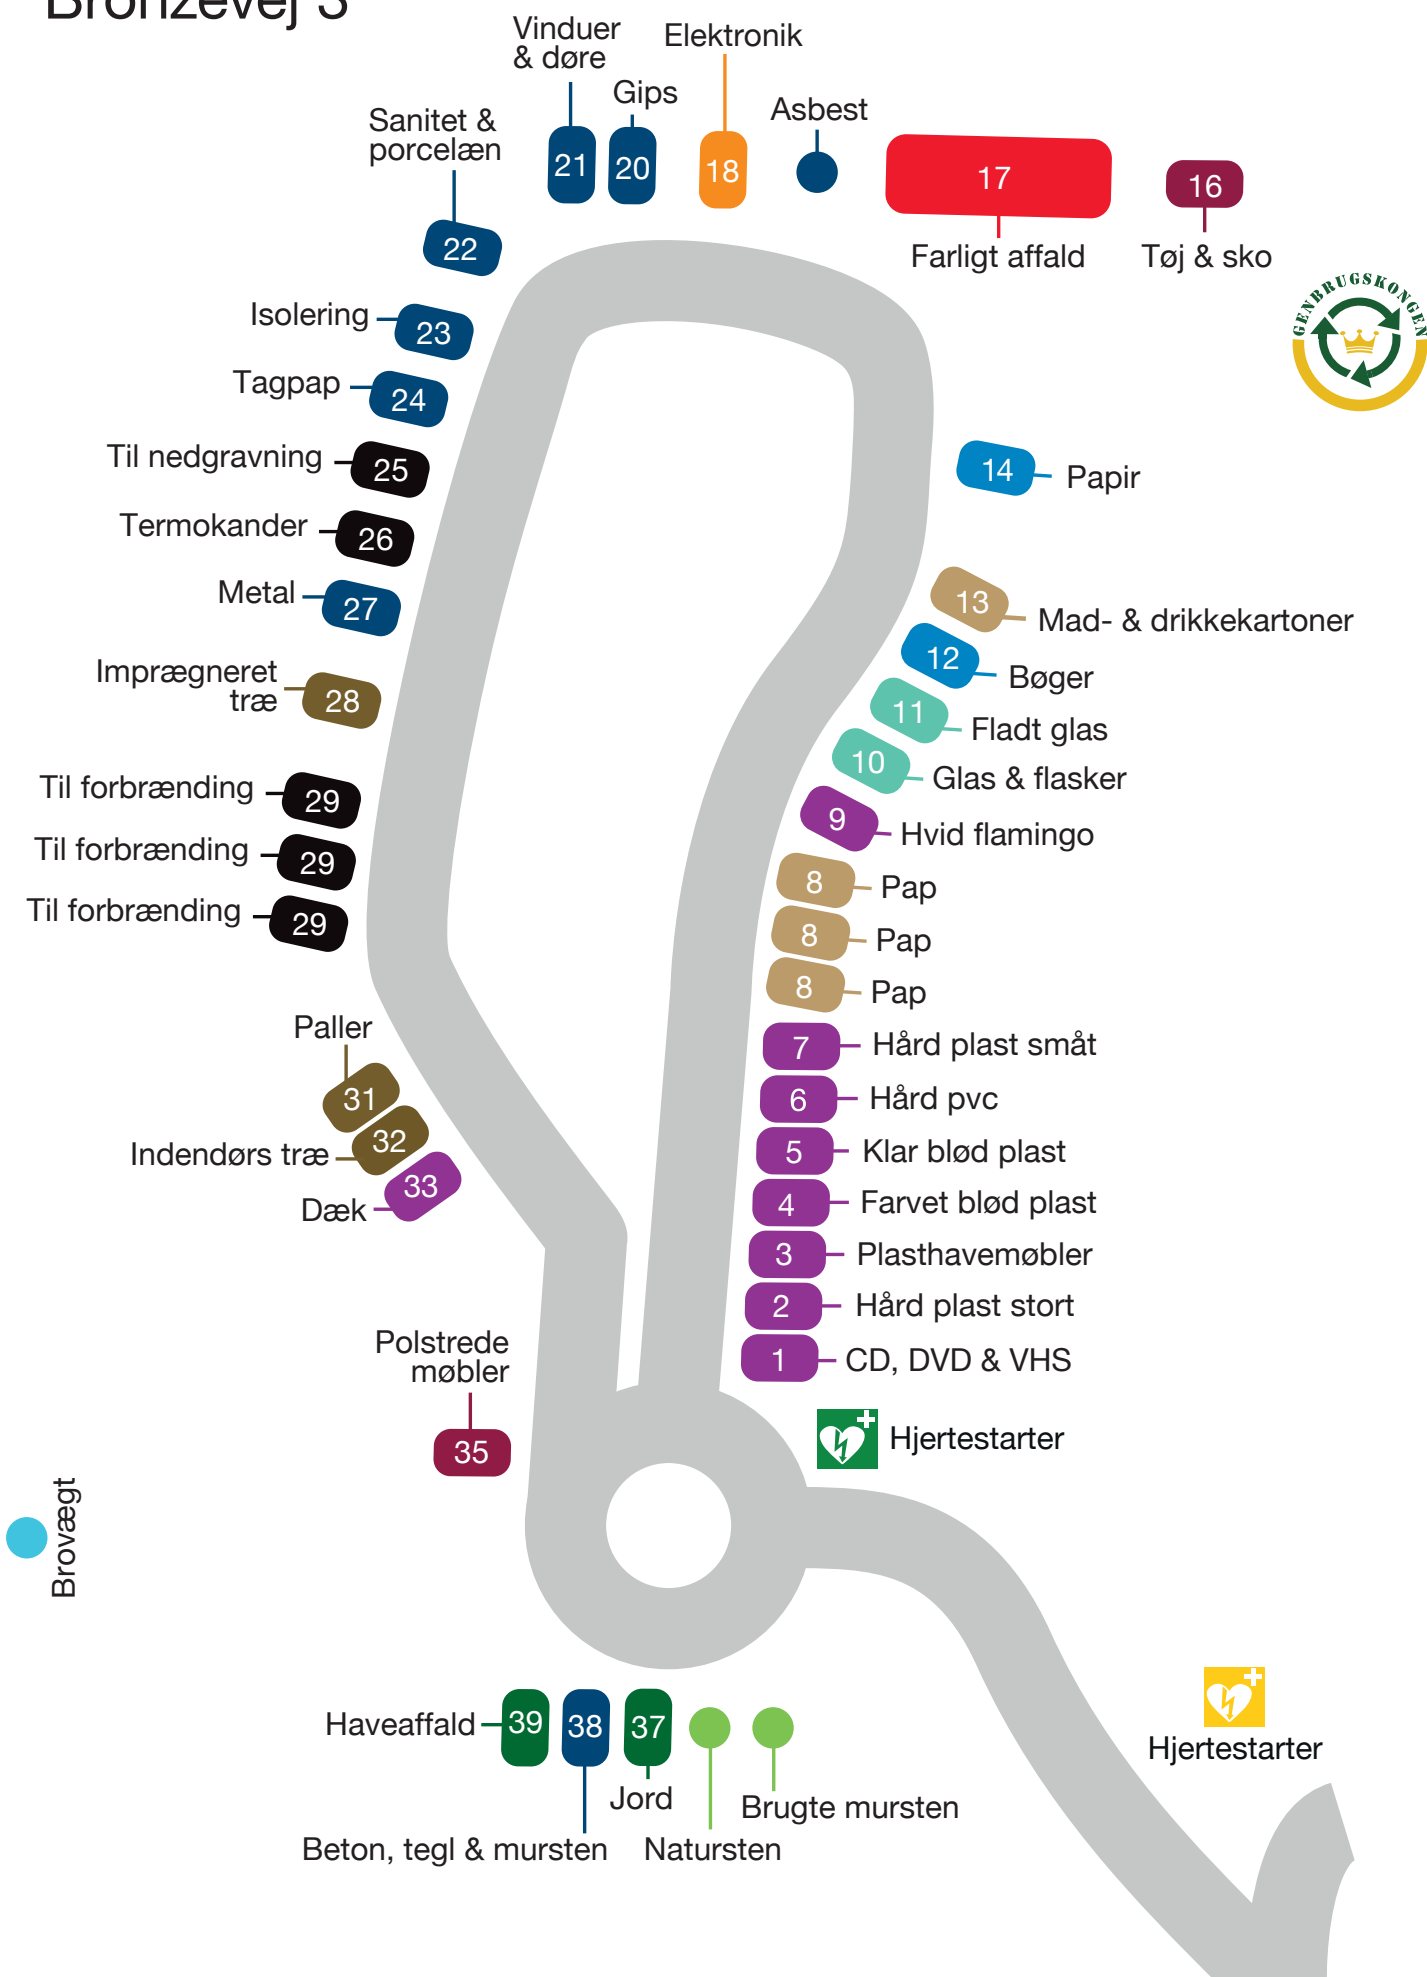 Bronzevej 3
Vinduer
& døre
Elektronik
Gips
Asbest
Sanitet &
porcelæn
21
20
18
17
16
22
Farligt affald
Tøj & sko
GENBRUGSKONGEN
Isolering
23
Tagpap
24
Til nedgravning
25
14
Papir
Termokander
26
Metal
27
13
Mad- & drikkekartoner
12
Bøger
Imprægneret
træ
28
11
Fladt glas
10
Glas & flasker
Til forbrænding
29
9
Hvid flamingo
Til forbrænding
29
8
Pap
Til forbrænding
29
8
Pap
8
Pap
Paller
7
Hård plast småt
31
6
Hård pvc
32
Indendørs træ
5
Klar blød plast
33
Dæk
4
Farvet blød plast
3
Plasthavemøbler
2
Hård plast stort
Polstrede
møbler
1
CD, DVD & VHS
35
Hjertestarter
Brovægt
Haveaffald
39
38
37
Hjertestarter
Jord
Brugte mursten
Beton, tegl & mursten
Natursten